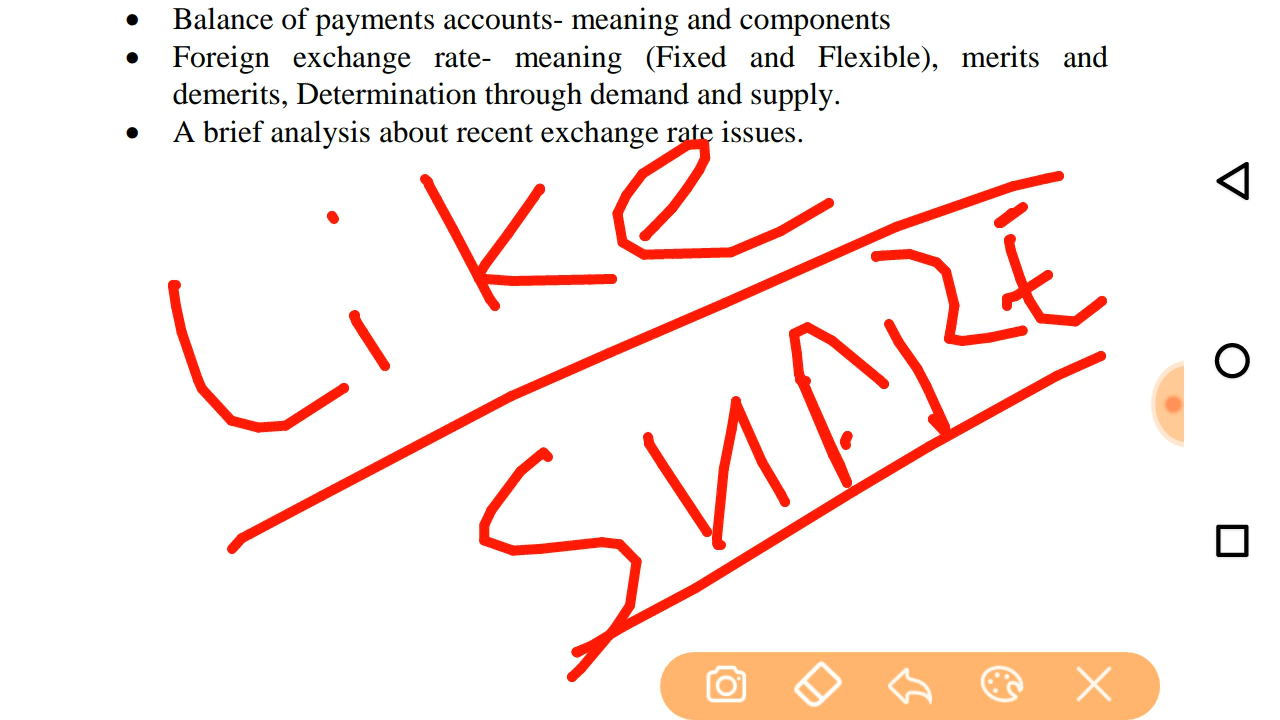 • Balance of payments accounts- meaning and components
• Foreign exchange rate- meaning (Fixed and Flexible), merits and
demerits, Determination through demand and supply.
• A brief analysis about recent exchange rate issues.
Like
SHARE